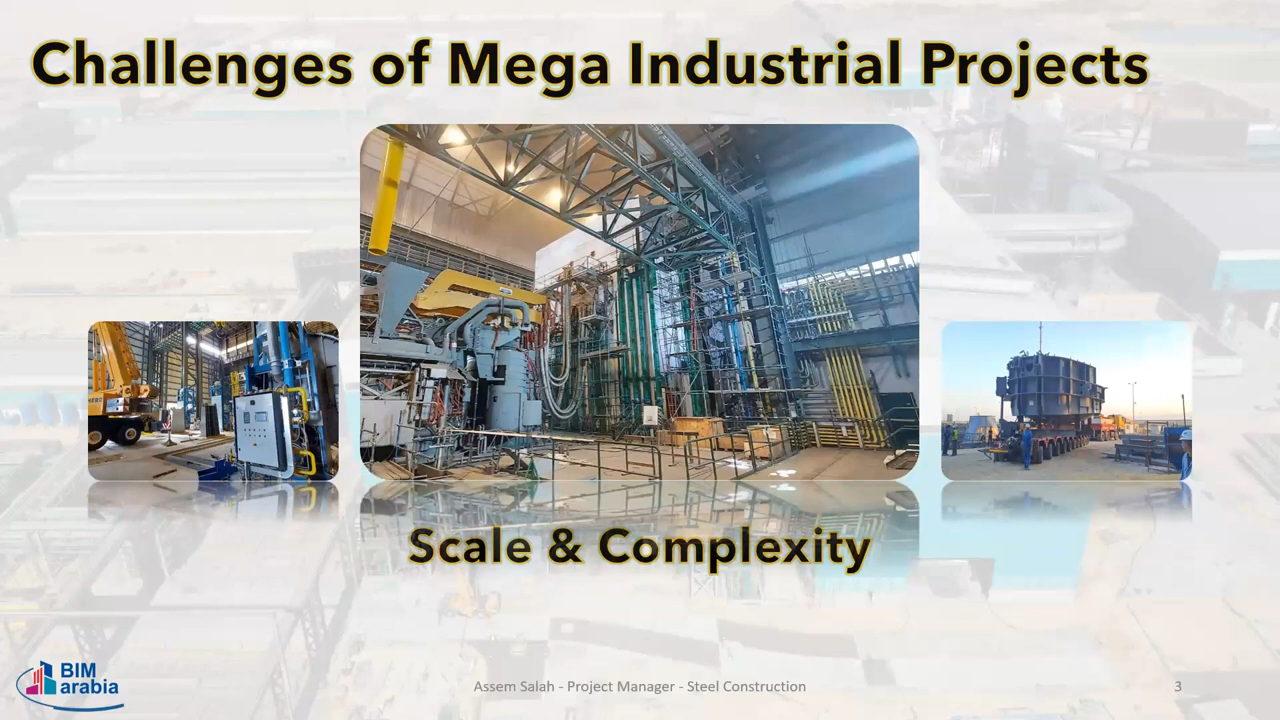 Challenges of Mega Industrial Projects
Scale & Complexity
BIM
arabia
Assem Salah - Project Manager - Steel Construction
3